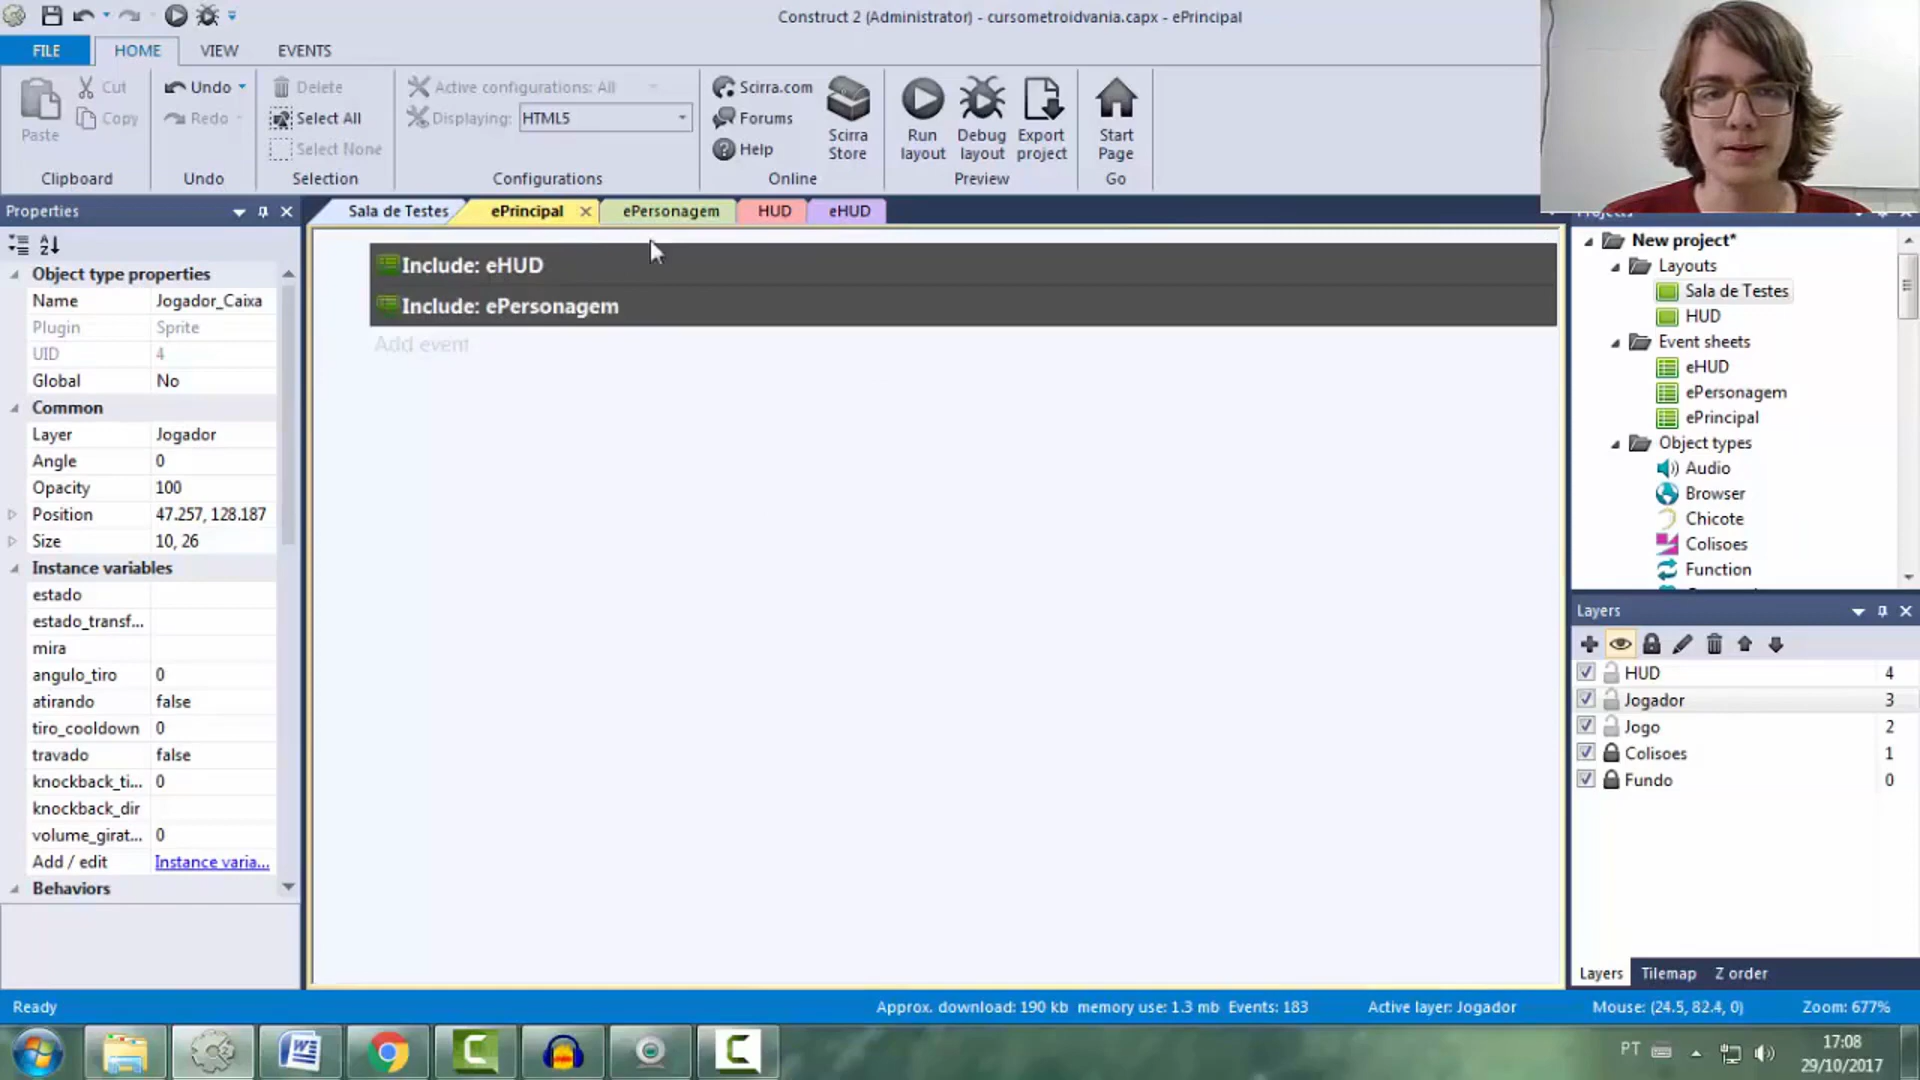 Construct 2 (Administrator) - cursometroidvania.capx - ePrincipal
FILE HOME VIEW EVENTS
Paste Cut Copy
Undo Redo
Delete Select All Select None
Active configurations: All
Displaying: HTML5
Scirra.com Forums Help
Scirra Store
Run layout
Debug layout
Export project
Start Page
Clipboard Undo Selection Configurations Online Preview Go
Properties
Sala de Testes ePrincipal ePersonagem HUD eHUD
Object type properties
Name Jogador_Caixa
Plugin Sprite
UID 4
Global No
Common
Layer Jogador
Angle 0
Opacity 100
Position 47.257, 128.187
Size 10, 26
Instance variables
estado
estado_transf...
mira
angulo_tiro 0
atirando false
tiro_cooldown 0
travado false
knockback_ti... 0
knockback_dir
volume_girat... 0
Add / edit Instance varia...
Behaviors
Include: eHUD
Include: ePersonagem
Add event
New project*
Layouts
Sala de Testes
HUD
Event sheets
eHUD
ePersonagem
ePrincipal
Object types
Audio
Browser
Chicote
Colisoes
Function
Layers
HUD 4
Jogador 3
Jogo 2
Colisoes 1
Fundo 0
Layers Tilemap Z order
Ready
Approx. download: 190 kb memory use: 1.3 mb Events: 183 Active layer: Jogador Mouse: (24.5, 82.4, 0) Zoom: 677%
PT
17:08
29/10/2017